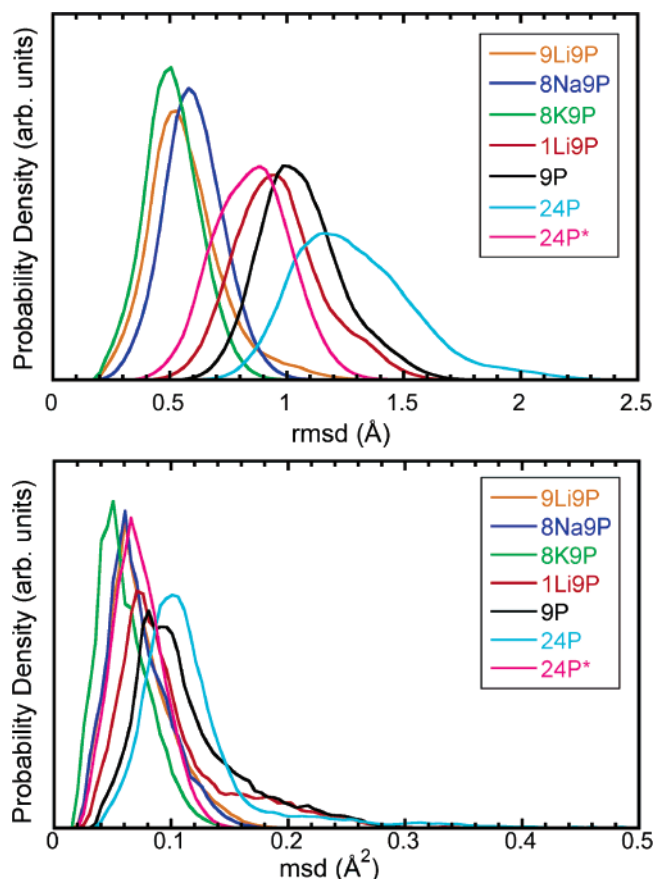 Probability Density (arb. units)
9Li9P
8Na9P
8K9P
1Li9P
9P
24P
24P*
0 0.5 1 1.5 2 2.5
rmsd (Å)
Probability Density (arb. units)
9Li9P
8Na9P
8K9P
1Li9P
9P
24P
24P*
0 0.1 0.2 0.3 0.4 0.5
msd (Å²)